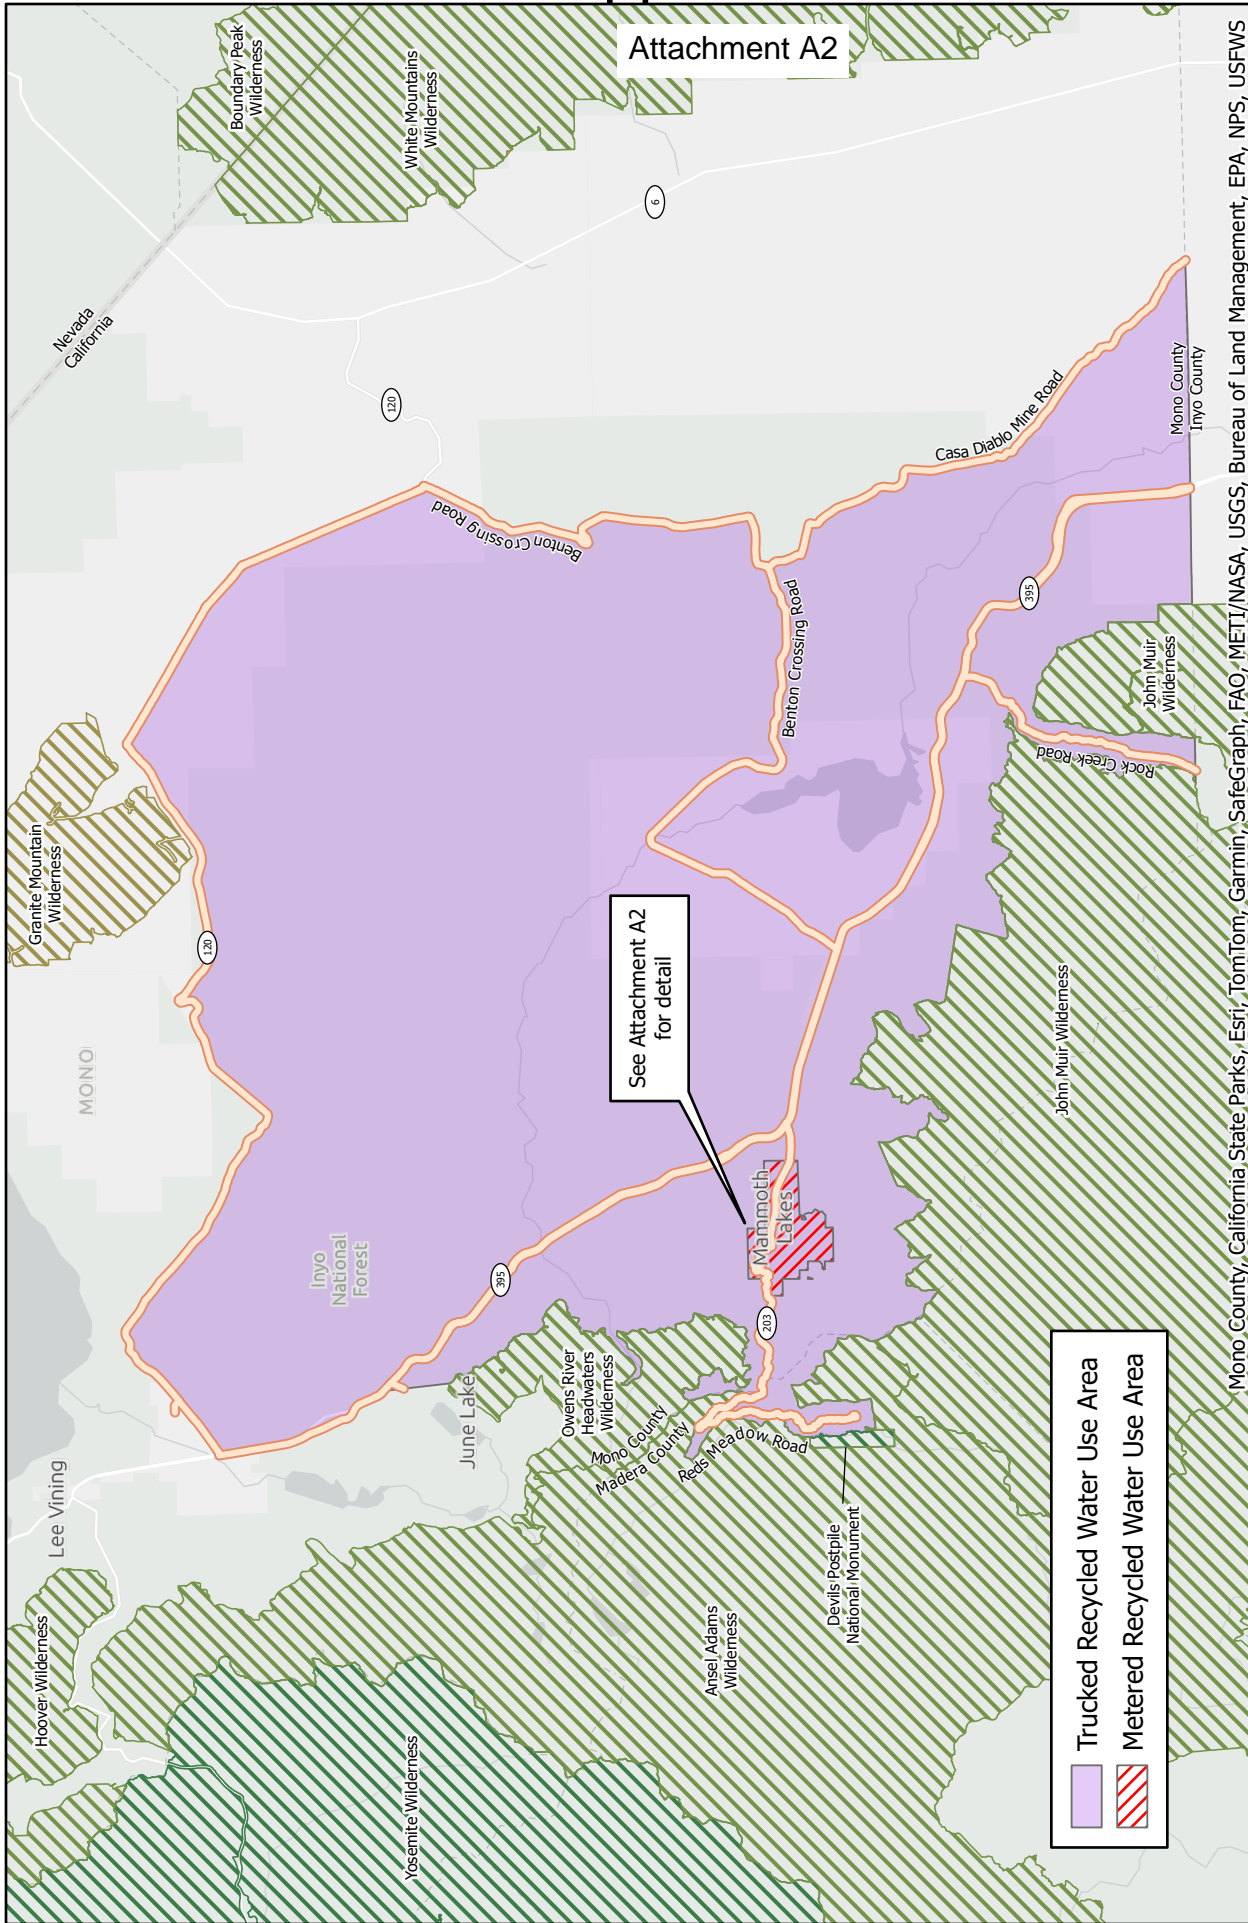 Attachment A2
Boundary Peak
Wilderness
White Mountains
Wilderness
Nevada
California
6
120
Granite Mountain
Wilderness
120
MONO
Benton Crossing Road
Casa Diablo Mine Road
Mono County
Inyo County
Benton Crossing Road
395
John Muir
Wilderness
Rock Creek Road
See Attachment A2
for detail
John Muir Wilderness
Inyo
National
Forest
395
Mammoth
Lakes
203
Lee Vining
June Lake
Owens River
Headwaters
Wilderness
Mono County
Madera County
Reds Meadow Road
Devils Postpile
National Monument
Ansel Adams
Wilderness
Hoover Wilderness
Yosemite Wilderness
Trucked Recycled Water Use Area
Metered Recycled Water Use Area
Mono County, California State Parks, Esri, TomTom, Garmin, SafeGraph, FAO, METI/NASA, USGS, Bureau of Land Management, EPA, NPS, USFWS